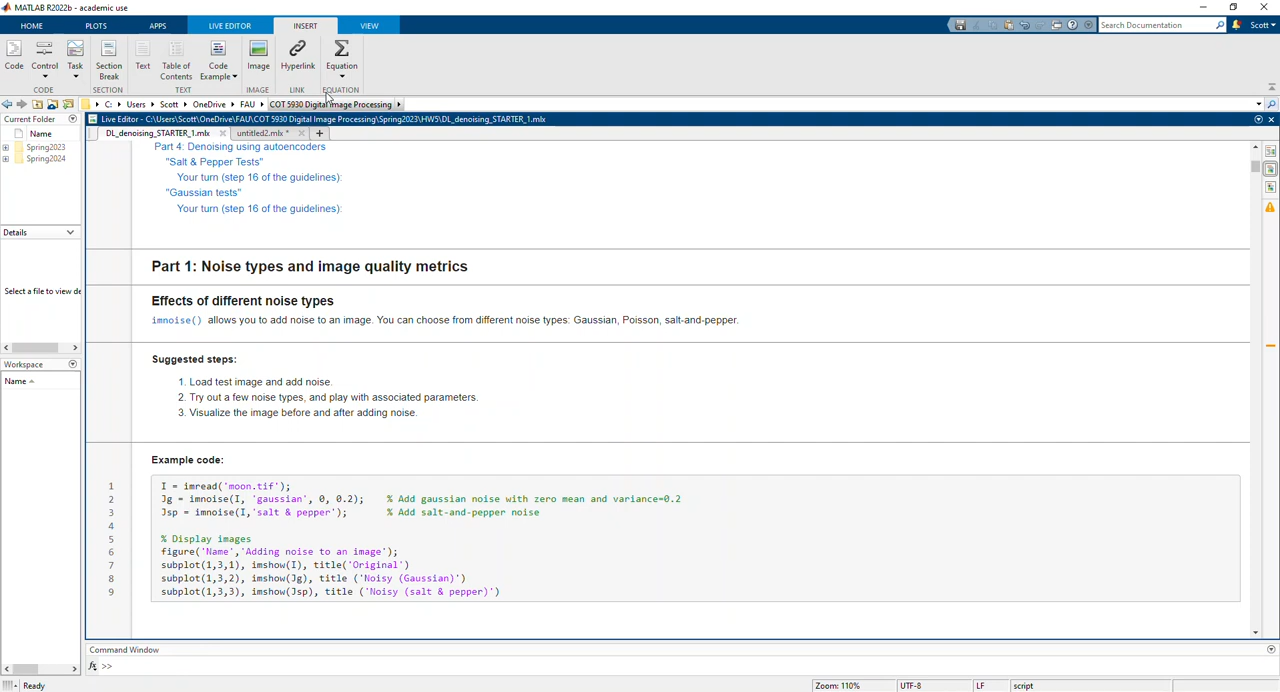 MATLAB R2022b - academic use
HOME PLOTS APPS LIVE EDITOR INSERT VIEW
Search Documentation Scott
Code Control Task Section Break Text Table of Contents Code Example Image Hyperlink Equation
CODE SECTION TEXT IMAGE LINK EQUATION
C: Users Scott OneDrive FAU COT 5930 Digital Image Processing
Current Folder
Live Editor - C:\Users\Scott\OneDrive\FAU\COT 5930 Digital Image Processing\Spring2023\HW5\DL_denoising_STARTER_1.mlx
Name
DL_denoising_STARTER_1.mlx untitled2.mlx *
Spring2023
Spring2024
Part 4: Denoising using autoencoders
"Salt & Pepper Tests"
Your turn (step 16 of the guidelines):
"Gaussian tests"
Your turn (step 16 of the guidelines):
Details
Select a file to view de
Workspace
Name
Part 1: Noise types and image quality metrics
Effects of different noise types
imnoise() allows you to add noise to an image. You can choose from different noise types: Gaussian, Poisson, salt-and-pepper.
Suggested steps:
1. Load test image and add noise.
2. Try out a few noise types, and play with associated parameters.
3. Visualize the image before and after adding noise.
Example code:
1 I = imread('moon.tif');
2 Jg = imnoise(I, 'gaussian', 0, 0.2); % Add gaussian noise with zero mean and variance=0.2
3 Jsp = imnoise(I,'salt & pepper'); % Add salt-and-pepper noise
4
5 % Display images
6 figure('Name','Adding noise to an image');
7 subplot(1,3,1), imshow(I), title('Original')
8 subplot(1,3,2), imshow(Jg), title ('Noisy (Gaussian)')
9 subplot(1,3,3), imshow(Jsp), title ('Noisy (salt & pepper)')
Command Window
fx >>
Ready
Zoom: 110% UTF-8 LF script